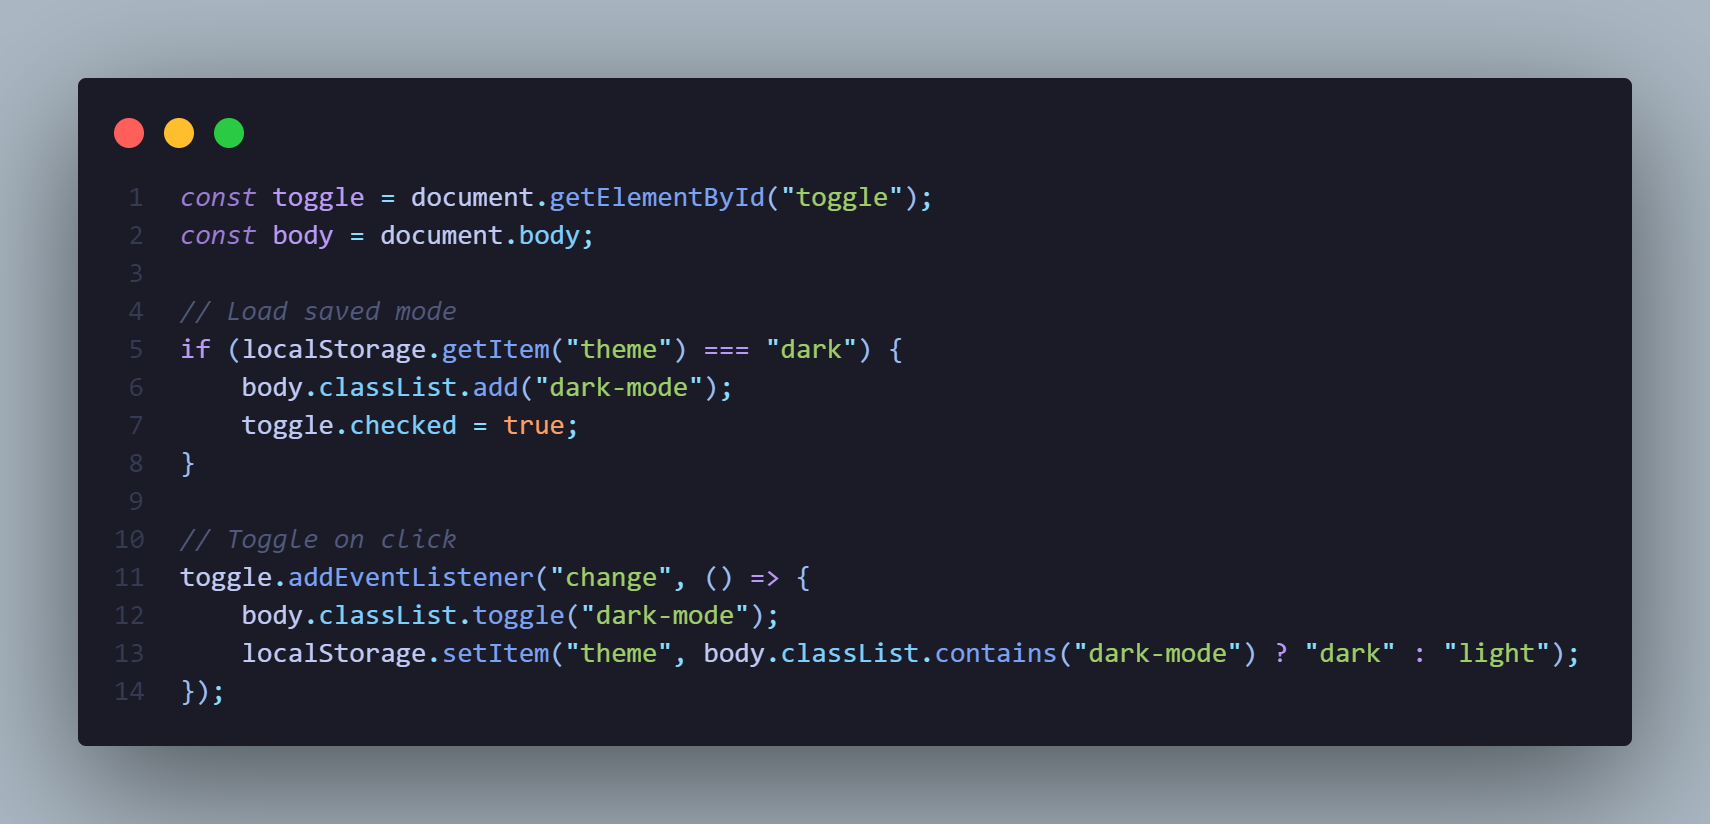 1 const toggle = document.getElementById("toggle");
2 const body = document.body;
3
4 // Load saved mode
5 if (localStorage.getItem("theme") === "dark") {
6     body.classList.add("dark-mode");
7     toggle.checked = true;
8 }
9
10 // Toggle on click
11 toggle.addEventListener("change", () => {
12     body.classList.toggle("dark-mode");
13     localStorage.setItem("theme", body.classList.contains("dark-mode") ? "dark" : "light");
14 });